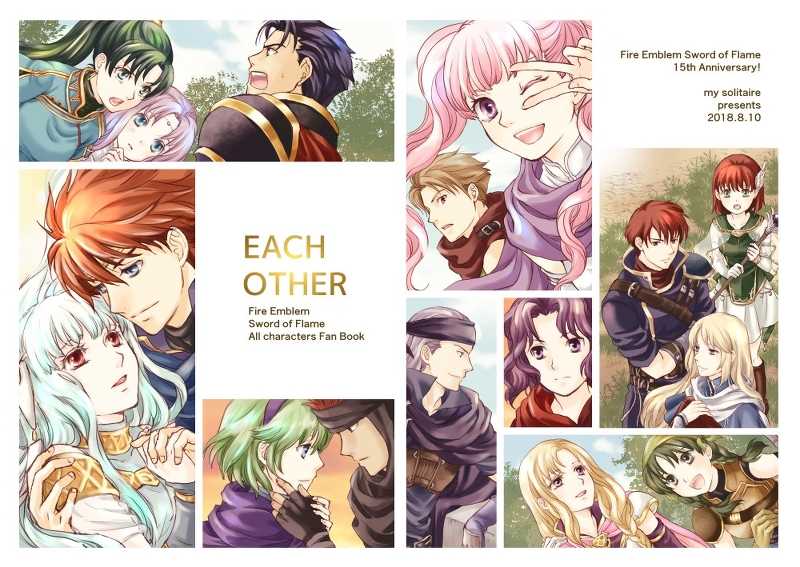 EACH
OTHER
Fire Emblem
Sword of Flame
All characters Fan Book
Fire Emblem Sword of Flame
15th Anniversary!
my solitaire
presents
2018.8.10